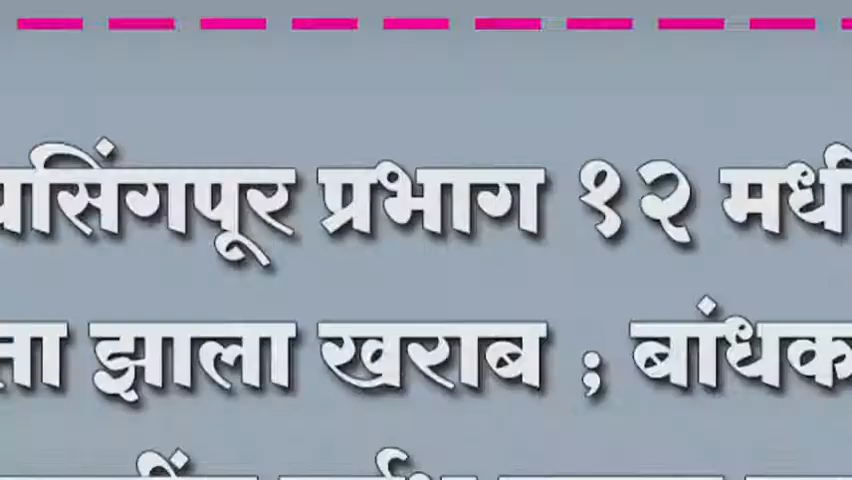 यसिंगपूर प्रभाग १२ मधी
ता झाला खराब ; बांधक